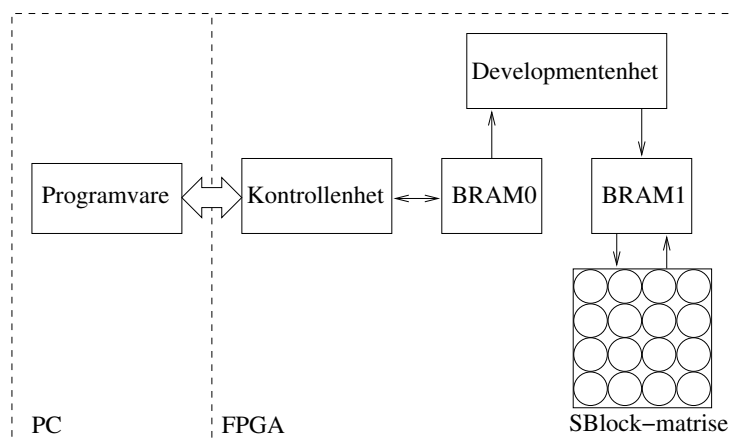 Developmentenhet
Programvare
Kontrollenhet
BRAM0
BRAM1
PC
FPGA
SBlock−matrise